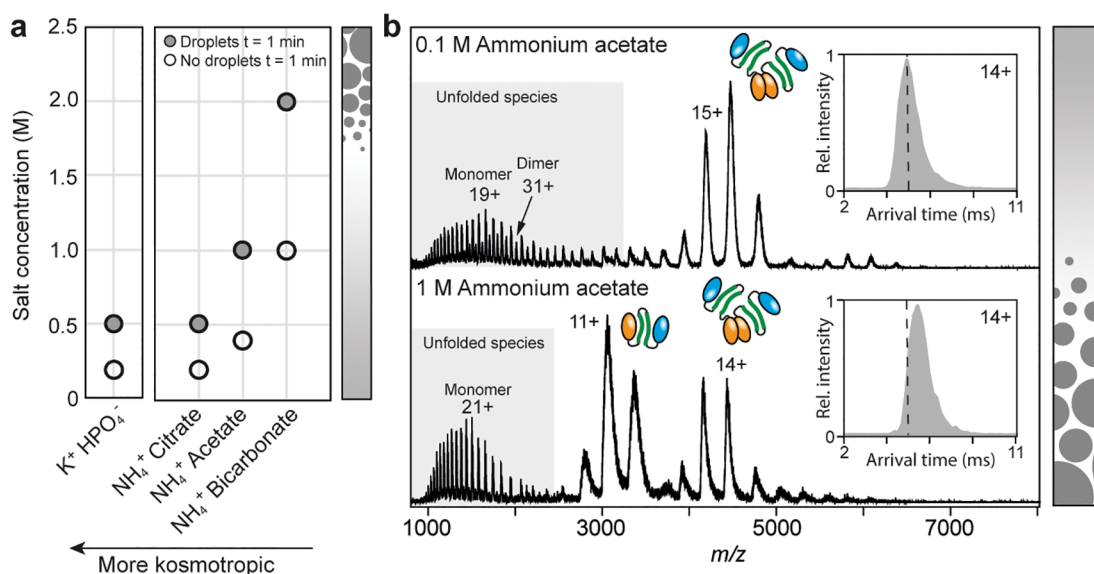 a
Salt concentration (M)
2.5
2.0
1.5
1.0
0.5
0
Droplets t = 1 min
No droplets t = 1 min
K⁺ HPO₄⁻
NH₄⁺ Citrate
NH₄⁺ Acetate
NH₄⁺ Bicarbonate
More kosmotropic
b
0.1 M Ammonium acetate
Unfolded species
Monomer
19+
Dimer
31+
15+
Rel. intensity
1
0
14+
2
11
Arrival time (ms)
1 M Ammonium acetate
Unfolded species
Monomer
21+
11+
14+
Rel. intensity
1
0
14+
2
11
Arrival time (ms)
1000
3000
5000
7000
m/z